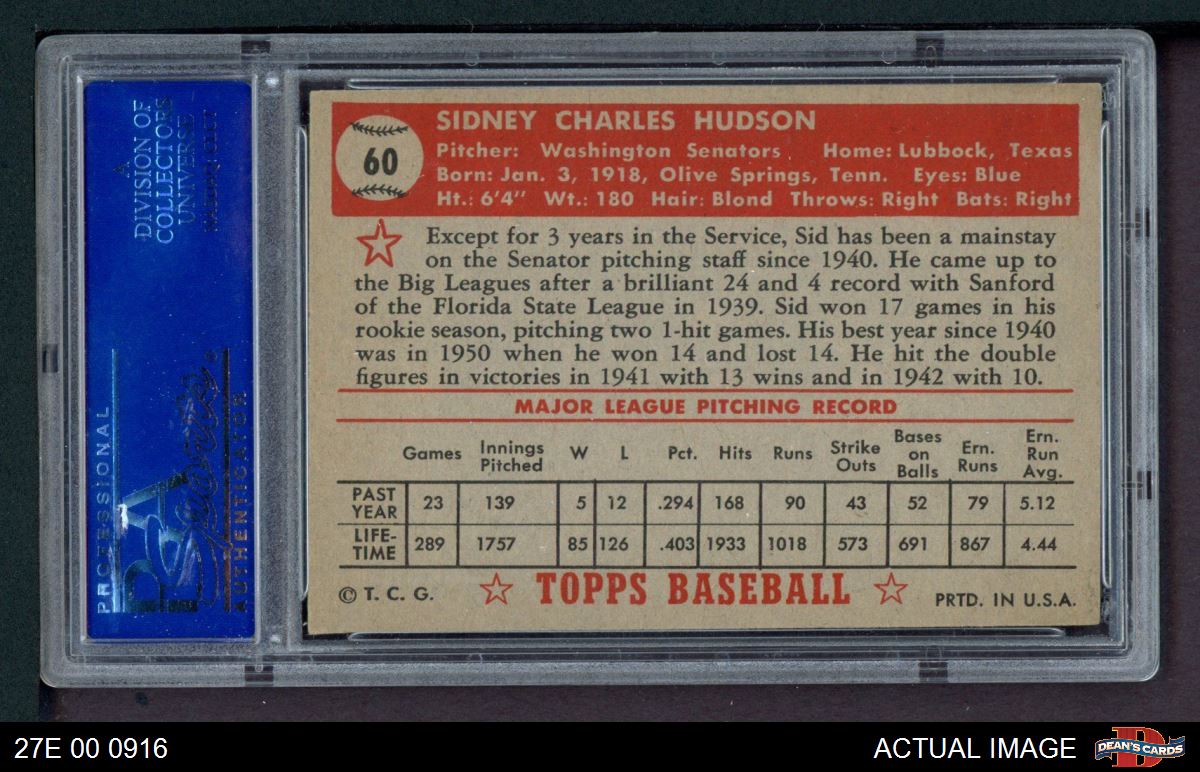 SIDNEY CHARLES HUDSON
60
Pitcher: Washington Senators Home: Lubbock, Texas
Born: Jan. 3, 1918, Olive Springs, Tenn. Eyes: Blue
Ht.: 6'4" Wt.: 180 Hair: Blond Throws: Right Bats: Right
Except for 3 years in the Service, Sid has been a mainstay
on the Senator pitching staff since 1940. He came up to
the Big Leagues after a brilliant 24 and 4 record with Sanford
of the Florida State League in 1939. Sid won 17 games in his
rookie season, pitching two 1-hit games. His best year since 1940
was in 1950 when he won 14 and lost 14. He hit the double
figures in victories in 1941 with 13 wins and in 1942 with 10.
MAJOR LEAGUE PITCHING RECORD
Games Innings Pitched W L Pct. Hits Runs Strike Outs Bases on Balls Ern. Runs Ern. Run Avg.
PAST YEAR 23 139 5 12 .294 168 90 43 52 79 5.12
LIFE-TIME 289 1757 85 126 .403 1933 1018 573 691 867 4.44
© T. C. G. TOPPS BASEBALL PRTD. IN U.S.A.
A
DIVISION OF
COLLECTORS
UNIVERSE
NASDAQ: CLCT
PROFESSIONAL
PSA
Sports
AUTHENTICATOR
27E 00 0916
ACTUAL IMAGE
DEAN'S CARDS